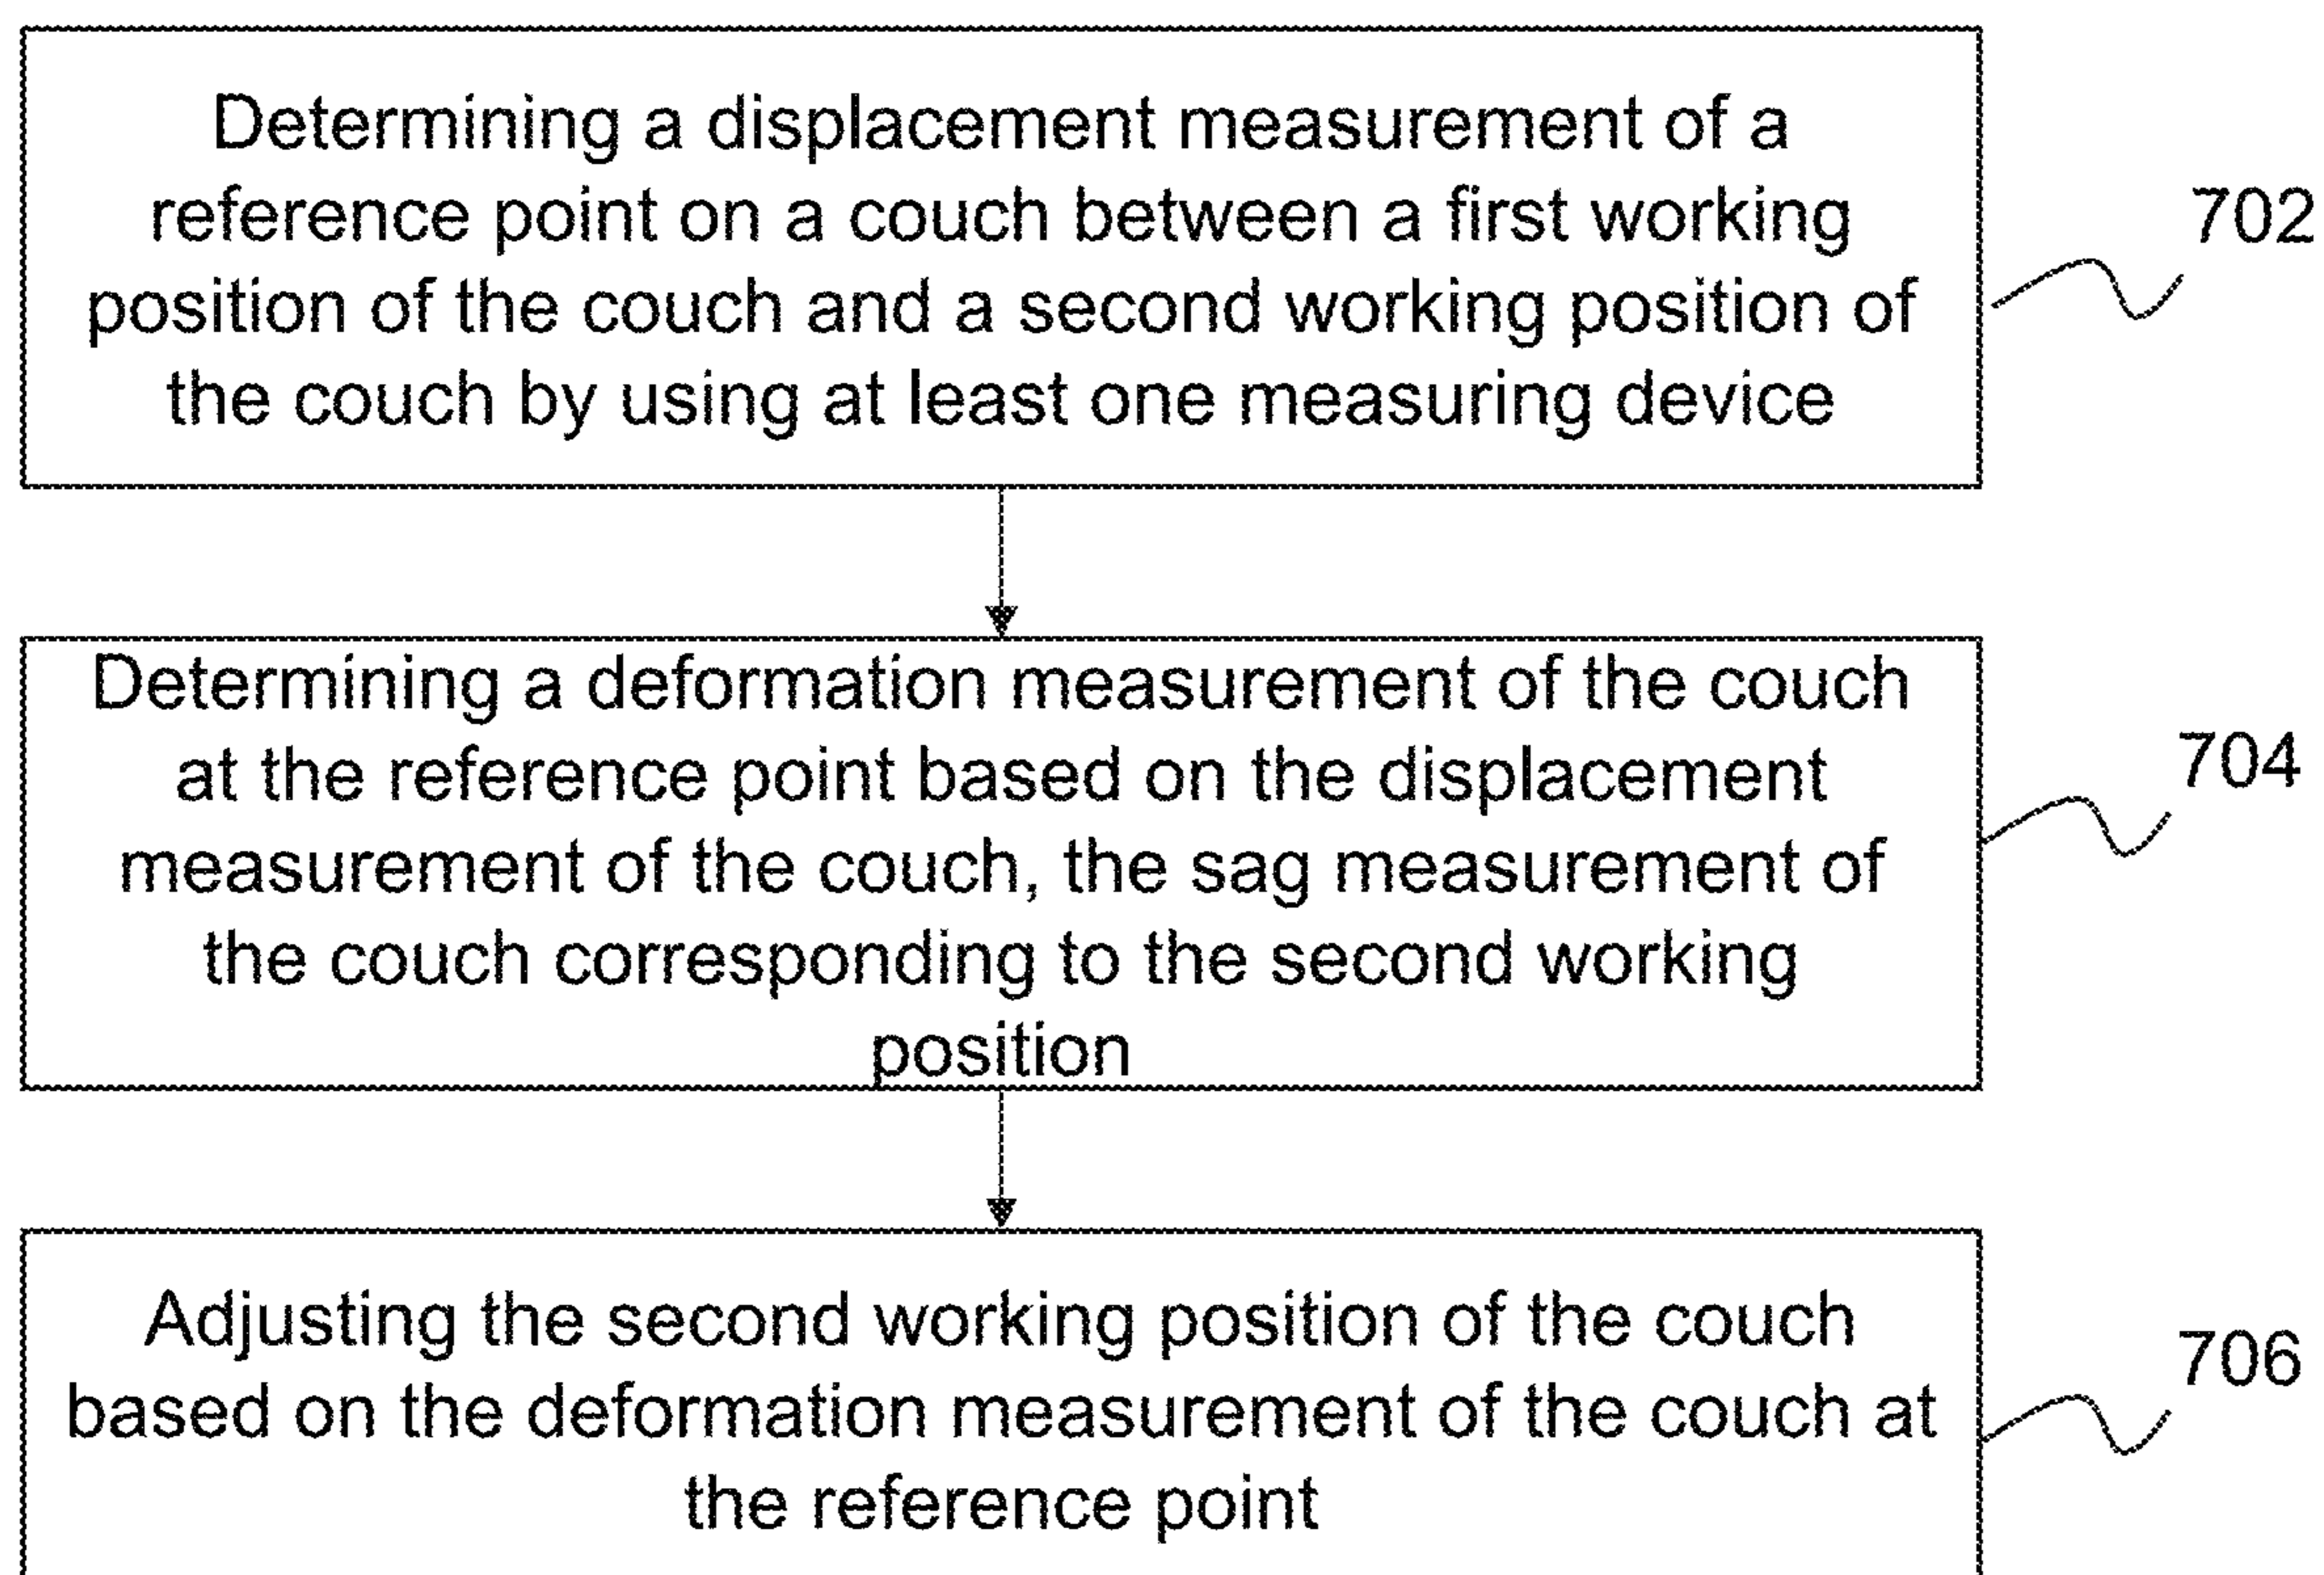 Determining a displacement measurement of a
reference point on a couch between a first working
position of the couch and a second working position of
the couch by using at least one measuring device
702
Determining a deformation measurement of the couch
at the reference point based on the displacement
measurement of the couch, the sag measurement of
the couch corresponding to the second working
position
704
Adjusting the second working position of the couch
based on the deformation measurement of the couch at
the reference point
706